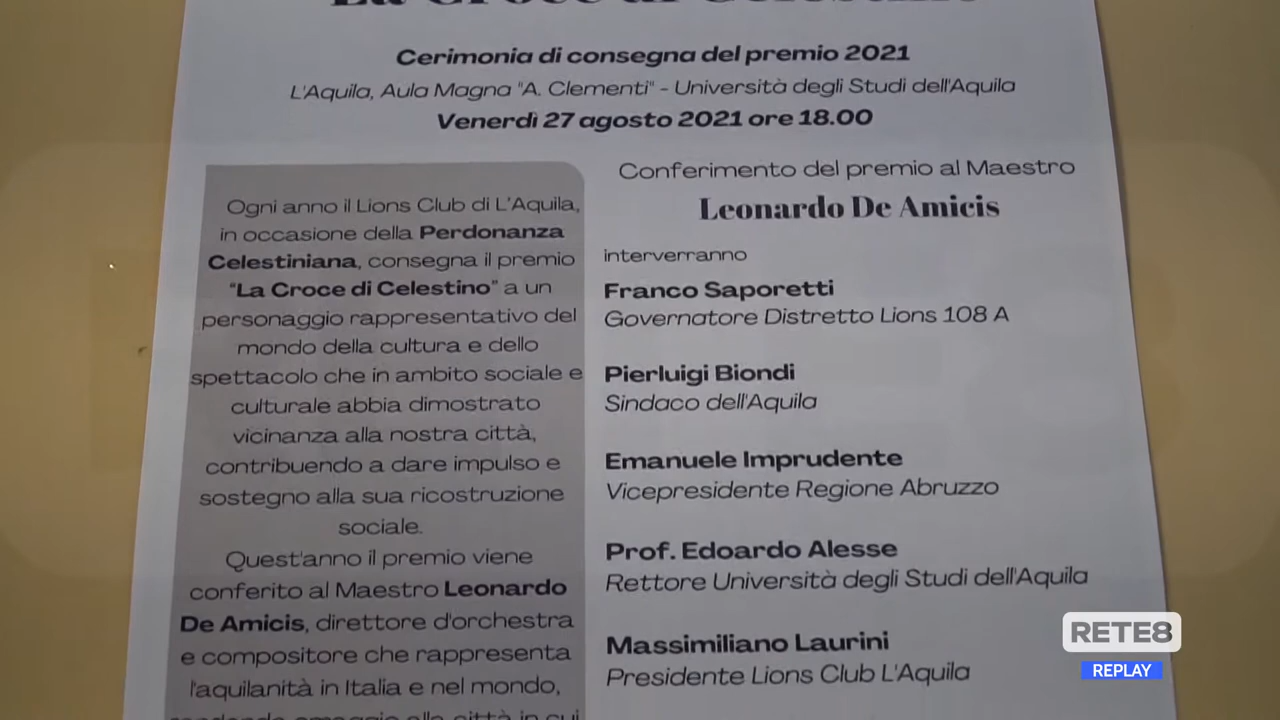 La Croce di Celestino
Cerimonia di consegna del premio 2021
L'Aquila, Aula Magna "A. Clementi" - Università degli Studi dell'Aquila
Venerdì 27 agosto 2021 ore 18.00
Ogni anno il Lions Club di L'Aquila,
in occasione della Perdonanza
Celestiniana, consegna il premio
"La Croce di Celestino" a un
personaggio rappresentativo del
mondo della cultura e dello
spettacolo che in ambito sociale e
culturale abbia dimostrato
vicinanza alla nostra città,
contribuendo a dare impulso e
sostegno alla sua ricostruzione
sociale.
Quest'anno il premio viene
conferito al Maestro Leonardo
De Amicis, direttore d'orchestra
e compositore che rappresenta
l'aquilanità in Italia e nel mondo,
Conferimento del premio al Maestro
Leonardo De Amicis
interverranno
Franco Saporetti
Governatore Distretto Lions 108 A
Pierluigi Biondi
Sindaco dell'Aquila
Emanuele Imprudente
Vicepresidente Regione Abruzzo
Prof. Edoardo Alesse
Rettore Università degli Studi dell'Aquila
Massimiliano Laurini
Presidente Lions Club L'Aquila
RETE8
REPLAY